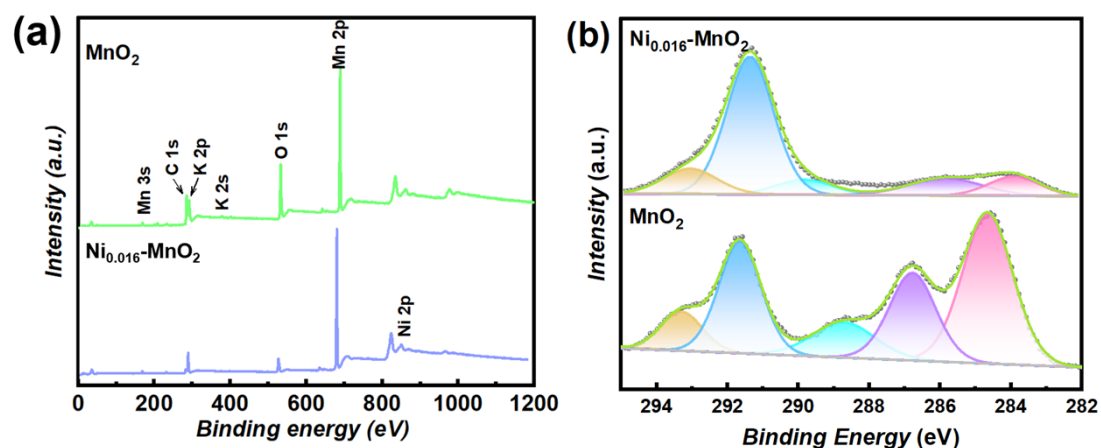 (a)
MnO₂
Mn 3s
C 1s
K 2p
K 2s
O 1s
Mn 2p
Ni₀.₀₁₆-MnO₂
Ni 2p
Intensity (a.u.)
0 200 400 600 800 1000 1200
Binding energy (eV)
(b)
Ni₀.₀₁₆-MnO₂
MnO₂
Intensity (a.u.)
294 292 290 288 286 284 282
Binding Energy (eV)